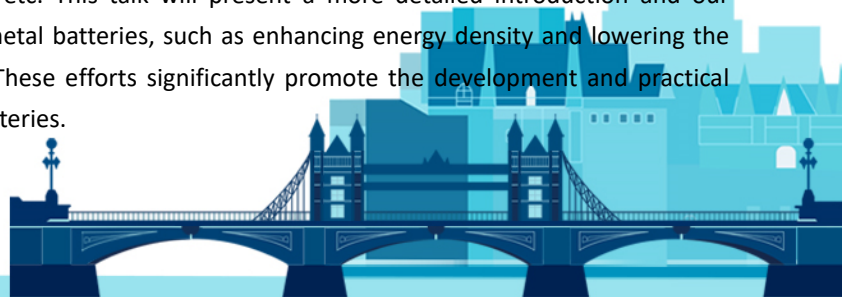 etc. This talk will present a more detailed introduction and our
metal batteries, such as enhancing energy density and lowering the
These efforts significantly promote the development and practical
teries.